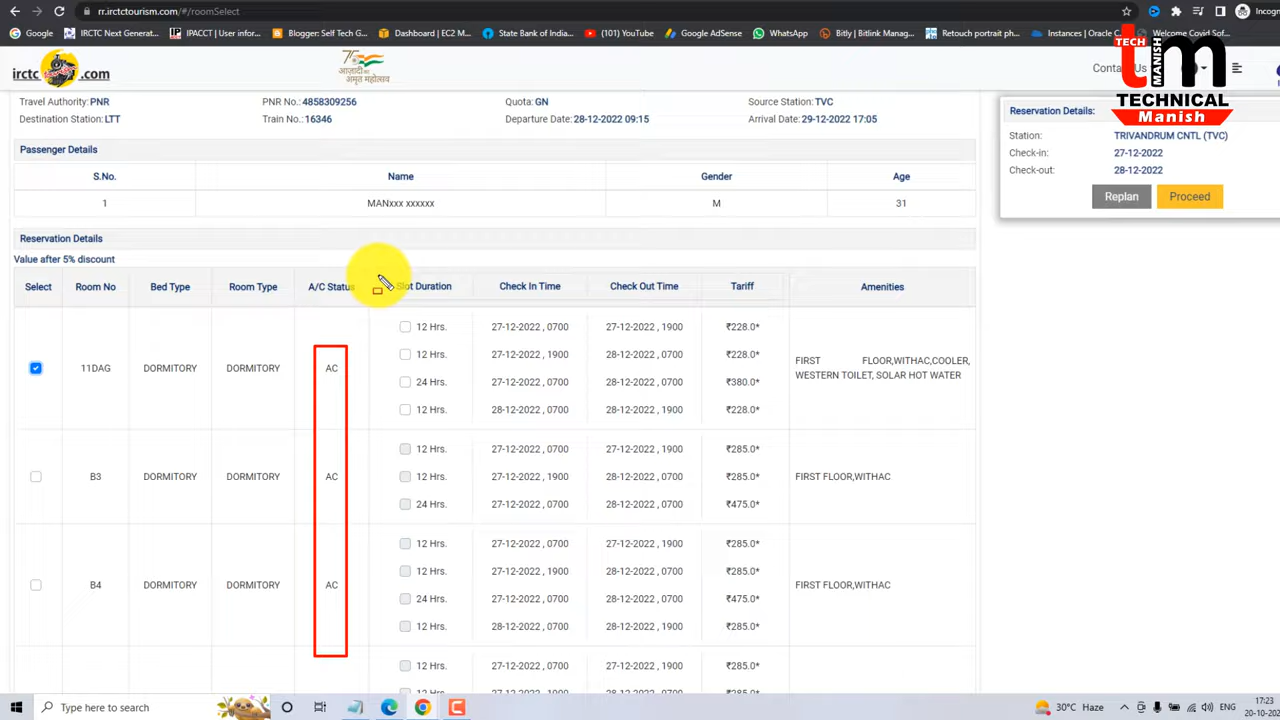 rr.irctctourism.com/#/roomSelect
Incog
Google
IRCTC Next Generat...
IPACCT | User infor...
Blogger: Self Tech G...
Dashboard | EC2 M...
State Bank of India...
(101) YouTube
Google AdSense
WhatsApp
Bitly | Bitlink Manag...
Retouch portrait ph...
Instances | Oracle C...
Welcome Covid Sof...
irctc
.com
75
आज़ादी का
अमृत महोत्सव
Conta
Us
TECH
MANISH
tm
TECHNICAL
Manish
Travel Authority: PNR
PNR No.: 4858309256
Quota: GN
Source Station: TVC
Destination Station: LTT
Train No.: 16346
Departure Date: 28-12-2022 09:15
Arrival Date: 29-12-2022 17:05
Reservation Details:
Station: TRIVANDRUM CNTL (TVC)
Check-in: 27-12-2022
Check-out: 28-12-2022
Replan Proceed
Passenger Details
S.No. Name Gender Age
1 MANxxx xxxxxx M 31
Reservation Details
Value after 5% discount
Select Room No Bed Type Room Type A/C Status Slot Duration Check In Time Check Out Time Tariff Amenities
12 Hrs. 27-12-2022 , 0700 27-12-2022 , 1900 ₹228.0*
12 Hrs. 27-12-2022 , 1900 28-12-2022 , 0700 ₹228.0*
11DAG DORMITORY DORMITORY AC
FIRST FLOOR,WITHAC,COOLER,
WESTERN TOILET, SOLAR HOT WATER
24 Hrs. 27-12-2022 , 0700 28-12-2022 , 0700 ₹380.0*
12 Hrs. 28-12-2022 , 0700 28-12-2022 , 1900 ₹228.0*
12 Hrs. 27-12-2022 , 0700 27-12-2022 , 1900 ₹285.0*
B3 DORMITORY DORMITORY AC 12 Hrs. 27-12-2022 , 1900 28-12-2022 , 0700 ₹285.0* FIRST FLOOR,WITHAC
24 Hrs. 27-12-2022 , 0700 28-12-2022 , 0700 ₹475.0*
12 Hrs. 27-12-2022 , 0700 27-12-2022 , 1900 ₹285.0*
12 Hrs. 27-12-2022 , 1900 28-12-2022 , 0700 ₹285.0*
B4 DORMITORY DORMITORY AC FIRST FLOOR,WITHAC
24 Hrs. 27-12-2022 , 0700 28-12-2022 , 0700 ₹475.0*
12 Hrs. 28-12-2022 , 0700 28-12-2022 , 1900 ₹285.0*
12 Hrs. 27-12-2022 , 0700 27-12-2022 , 1900 ₹285.0*
Type here to search
30°C Haze
ENG
17:23
20-10-202